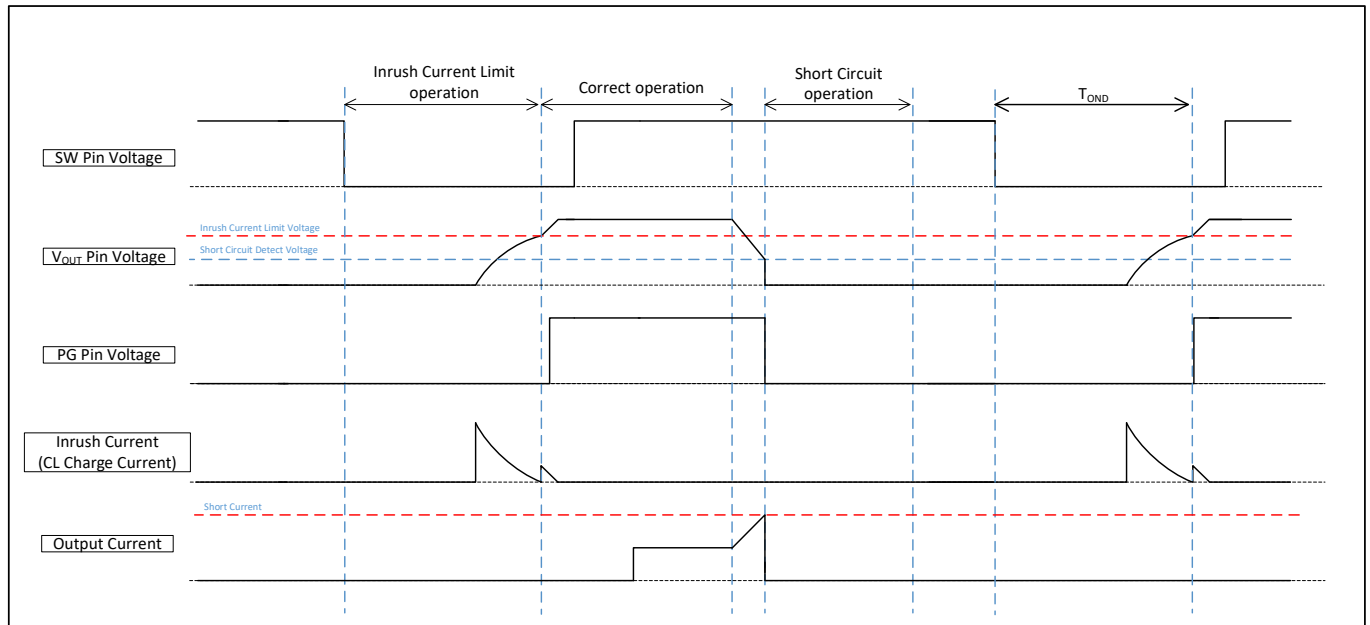 Inrush Current Limit
operation
Correct operation
Short Circuit
operation
TOND
SW Pin Voltage
Inrush Current Limit Voltage
Short Circuit Detect Voltage
VOUT Pin Voltage
PG Pin Voltage
Inrush Current
(CL Charge Current)
Short Current
Output Current